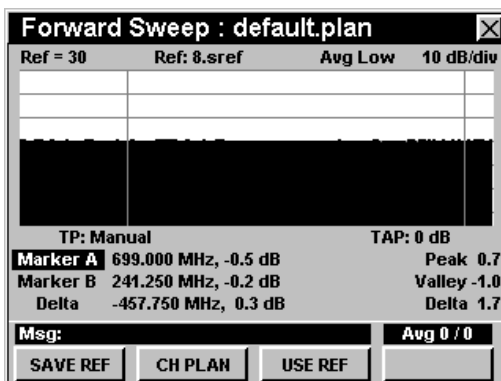 Forward Sweep : default.plan
Ref = 30 Ref: 8.sref Avg Low 10 dB/div
TP: Manual TAP: 0 dB
Marker A 699.000 MHz, -0.5 dB Peak 0.7
Marker B 241.250 MHz, -0.2 dB Valley -1.0
Delta -457.750 MHz, 0.3 dB Delta 1.7
Msg: Avg 0 / 0
SAVE REF CH PLAN USE REF